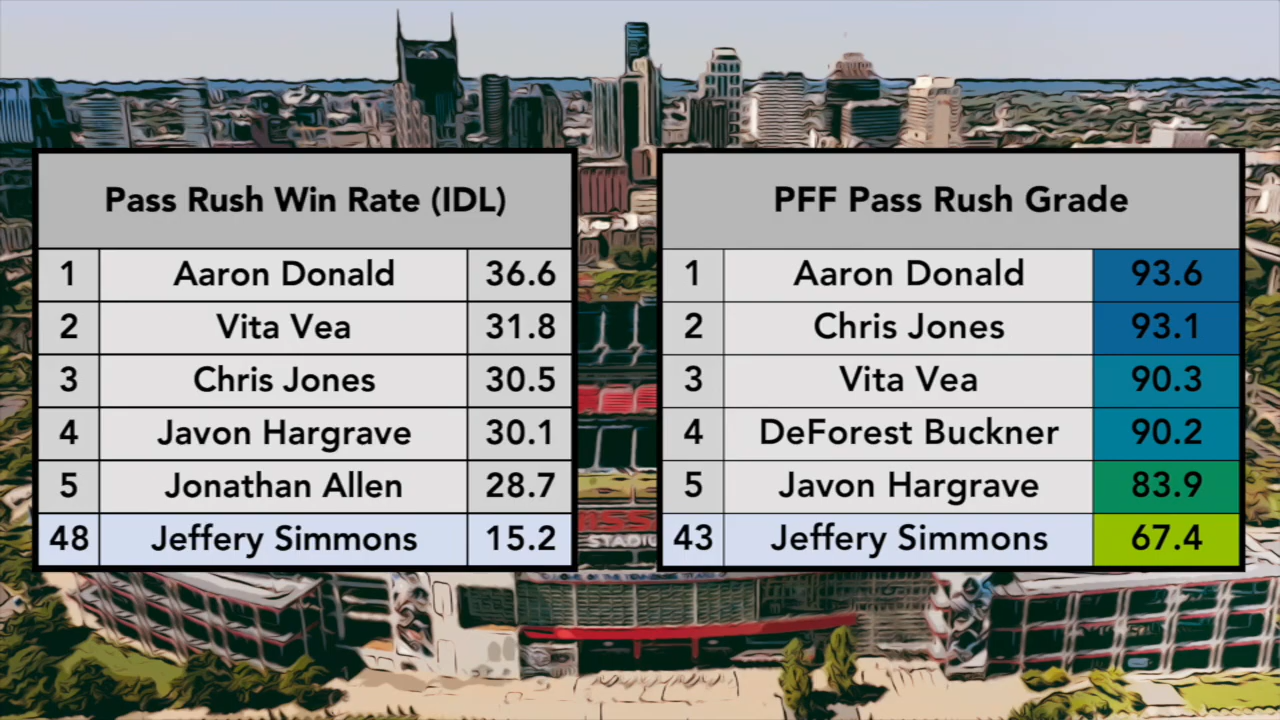 Pass Rush Win Rate (IDL)
1 Aaron Donald 36.6
2 Vita Vea 31.8
3 Chris Jones 30.5
4 Javon Hargrave 30.1
5 Jonathan Allen 28.7
48 Jeffery Simmons 15.2
PFF Pass Rush Grade
1 Aaron Donald 93.6
2 Chris Jones 93.1
3 Vita Vea 90.3
4 DeForest Buckner 90.2
5 Javon Hargrave 83.9
43 Jeffery Simmons 67.4